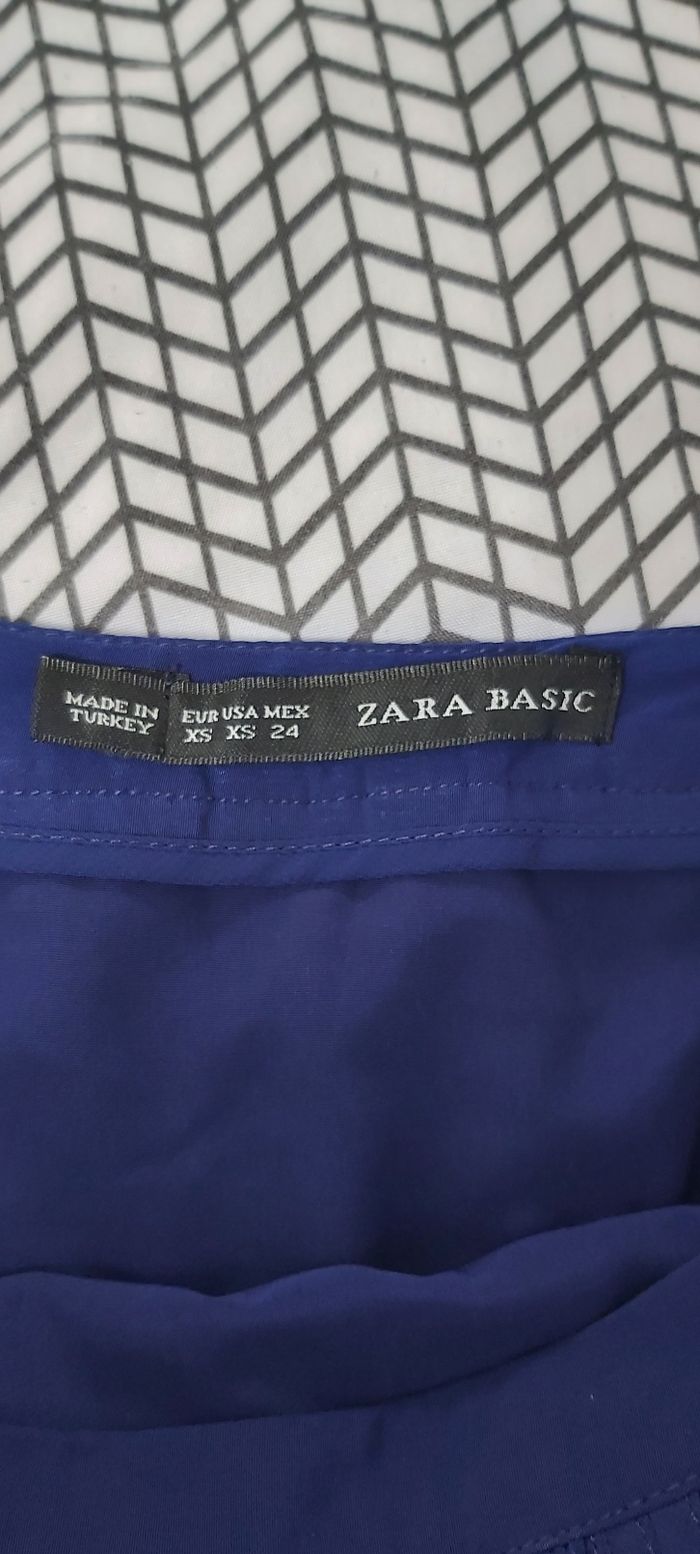 MADE IN
TURKEY
EUR USA MEX
XS XS 24
ZARA BASIC